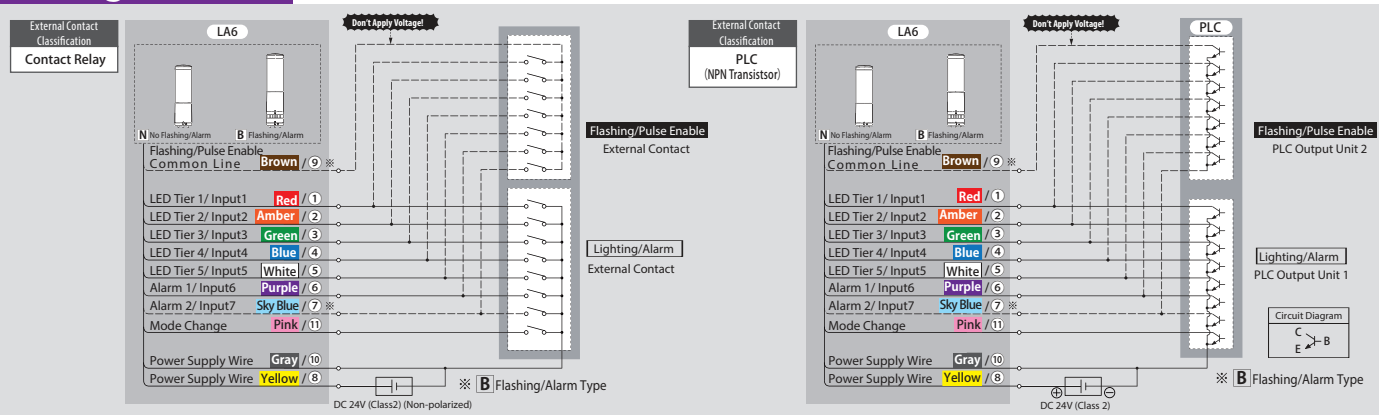 External Contact
Classification
Contact Relay
LA6
Don't Apply Voltage!
N No Flashing/Alarm
B Flashing/Alarm
Flashing/Pulse Enable
Common Line Brown / ⑨ ※
LED Tier 1/ Input1 Red / ①
LED Tier 2/ Input2 Amber / ②
LED Tier 3/ Input3 Green / ③
LED Tier 4/ Input4 Blue / ④
LED Tier 5/ Input5 White / ⑤
Alarm 1/ Input6 Purple / ⑥
Alarm 2/ Input7 Sky Blue / ⑦ ※
Mode Change Pink / ⑪
Power Supply Wire Gray / ⑩
Power Supply Wire Yellow / ⑧
DC 24V (Class2) (Non-polarized)
Flashing/Pulse Enable
External Contact
Lighting/Alarm
External Contact
※ B Flashing/Alarm Type
External Contact
Classification
PLC
(NPN Transistsor)
LA6
Don't Apply Voltage!
PLC
N No Flashing/Alarm
B Flashing/Alarm
Flashing/Pulse Enable
Common Line Brown / ⑨ ※
LED Tier 1/ Input1 Red / ①
LED Tier 2/ Input2 Amber / ②
LED Tier 3/ Input3 Green / ③
LED Tier 4/ Input4 Blue / ④
LED Tier 5/ Input5 White / ⑤
Alarm 1/ Input6 Purple / ⑥
Alarm 2/ Input7 Sky Blue / ⑦ ※
Mode Change Pink / ⑪
Power Supply Wire Gray / ⑩
Power Supply Wire Yellow / ⑧
⊕ ⊖
DC 24V (Class 2)
Flashing/Pulse Enable
PLC Output Unit 2
Lighting/Alarm
PLC Output Unit 1
Circuit Diagram
C
B
E
※ B Flashing/Alarm Type